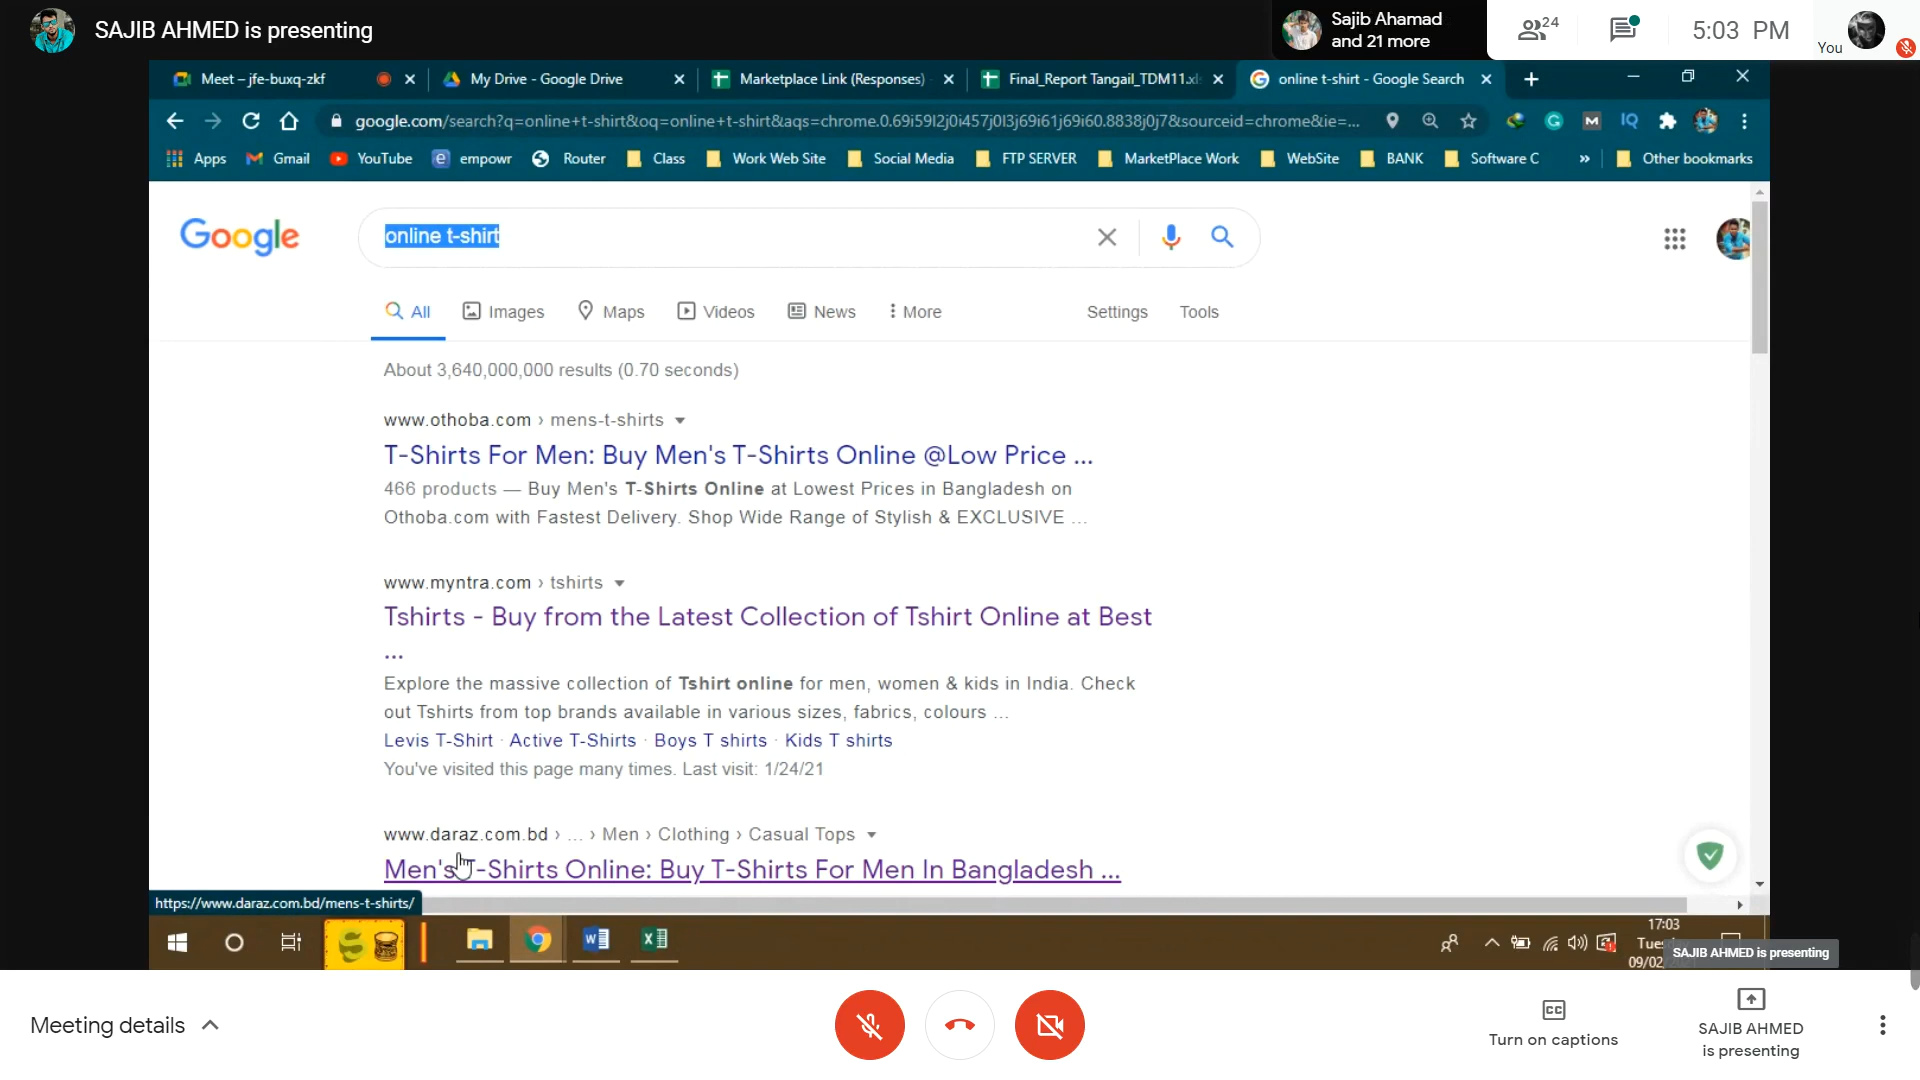 SAJIB AHMED is presenting
Sajib Ahamad
and 21 more
24
5:03 PM
You
Meet – jfe-buxq-zkf
My Drive - Google Drive
Marketplace Link (Responses)
Final_Report Tangail_TDM11.xl
online t-shirt - Google Search
google.com/search?q=online+t-shirt&oq=online+t-shirt&aqs=chrome.0.69i59l2j0i457j0l3j69i61j69i60.8838j0j7&sourceid=chrome&ie=...
M
IQ
Apps
Gmail
YouTube
empowr
Router
Class
Work Web Site
Social Media
FTP SERVER
MarketPlace Work
WebSite
BANK
Software C
»
Other bookmarks
Google
online t-shirt
All
Images
Maps
Videos
News
More
Settings
Tools
About 3,640,000,000 results (0.70 seconds)
www.othoba.com › mens-t-shirts
T-Shirts For Men: Buy Men's T-Shirts Online @Low Price ...
466 products — Buy Men's T-Shirts Online at Lowest Prices in Bangladesh on
Othoba.com with Fastest Delivery. Shop Wide Range of Stylish & EXCLUSIVE ...
www.myntra.com › tshirts
Tshirts - Buy from the Latest Collection of Tshirt Online at Best
...
Explore the massive collection of Tshirt online for men, women & kids in India. Check
out Tshirts from top brands available in various sizes, fabrics, colours ...
Levis T-Shirt · Active T-Shirts · Boys T shirts · Kids T shirts
You've visited this page many times. Last visit: 1/24/21
www.daraz.com.bd › ... › Men › Clothing › Casual Tops
Men's T-Shirts Online: Buy T-Shirts For Men In Bangladesh ...
https://www.daraz.com.bd/mens-t-shirts/
17:03
09/02/
SAJIB AHMED is presenting
Meeting details
Turn on captions
SAJIB AHMED
is presenting